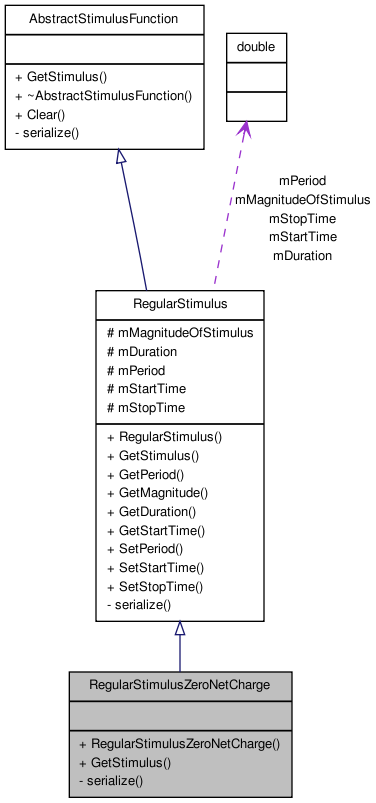 AbstractStimulusFunction
+ GetStimulus()
+ ~AbstractStimulusFunction()
+ Clear()
- serialize()
double
mPeriod
mMagnitudeOfStimulus
mStopTime
mStartTime
mDuration
RegularStimulus
# mMagnitudeOfStimulus
# mDuration
# mPeriod
# mStartTime
# mStopTime
+ RegularStimulus()
+ GetStimulus()
+ GetPeriod()
+ GetMagnitude()
+ GetDuration()
+ GetStartTime()
+ SetPeriod()
+ SetStartTime()
+ SetStopTime()
- serialize()
RegularStimulusZeroNetCharge
+ RegularStimulusZeroNetCharge()
+ GetStimulus()
- serialize()